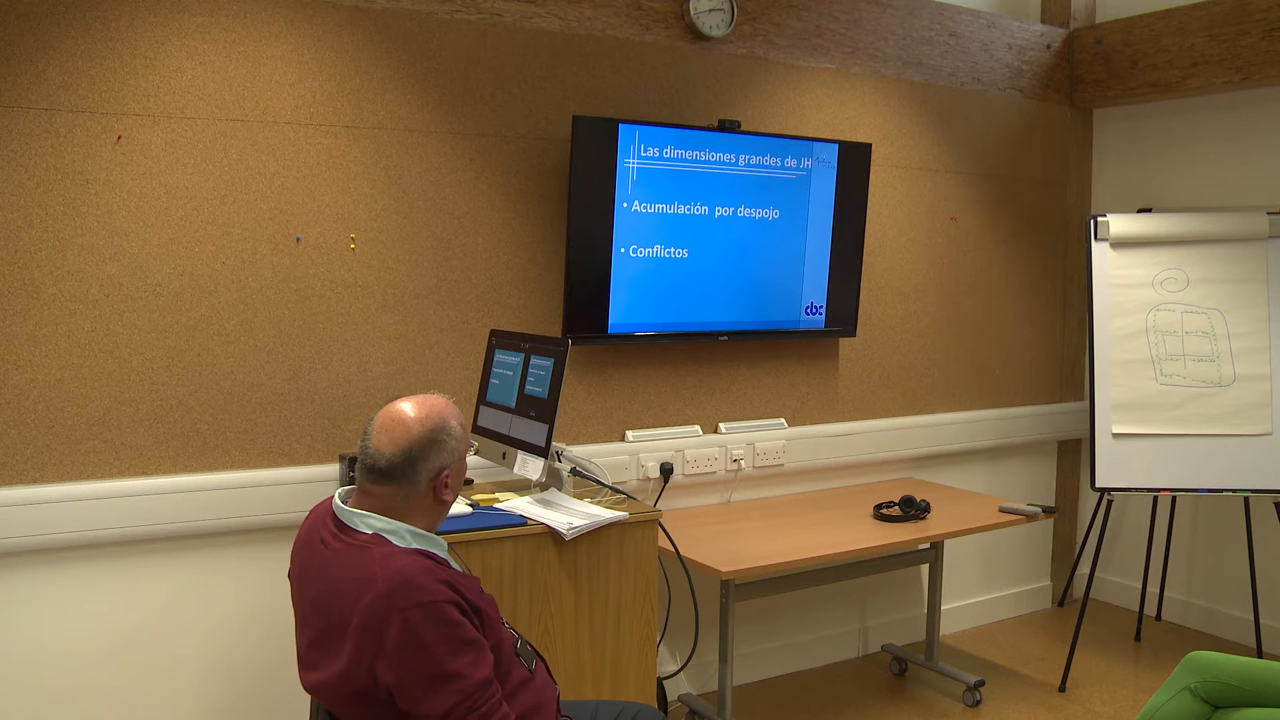 Las dimensiones grandes de JH
• Acumulación por despojo
• Conflictos
cbc